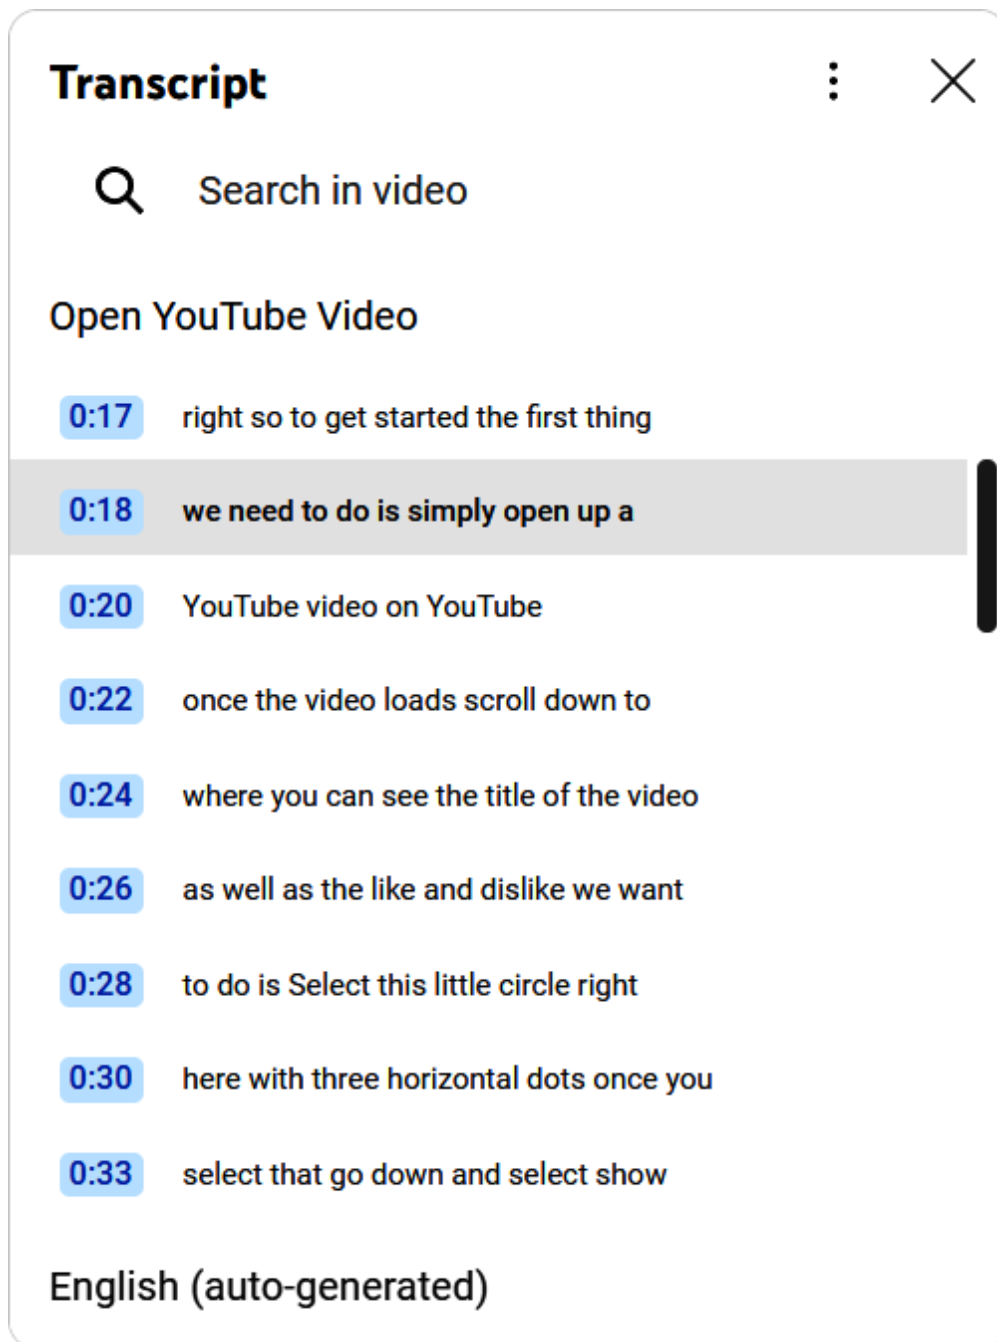 Transcript
Search in video
Open YouTube Video
0:17 right so to get started the first thing
0:18 we need to do is simply open up a
0:20 YouTube video on YouTube
0:22 once the video loads scroll down to
0:24 where you can see the title of the video
0:26 as well as the like and dislike we want
0:28 to do is Select this little circle right
0:30 here with three horizontal dots once you
0:33 select that go down and select show
English (auto-generated)